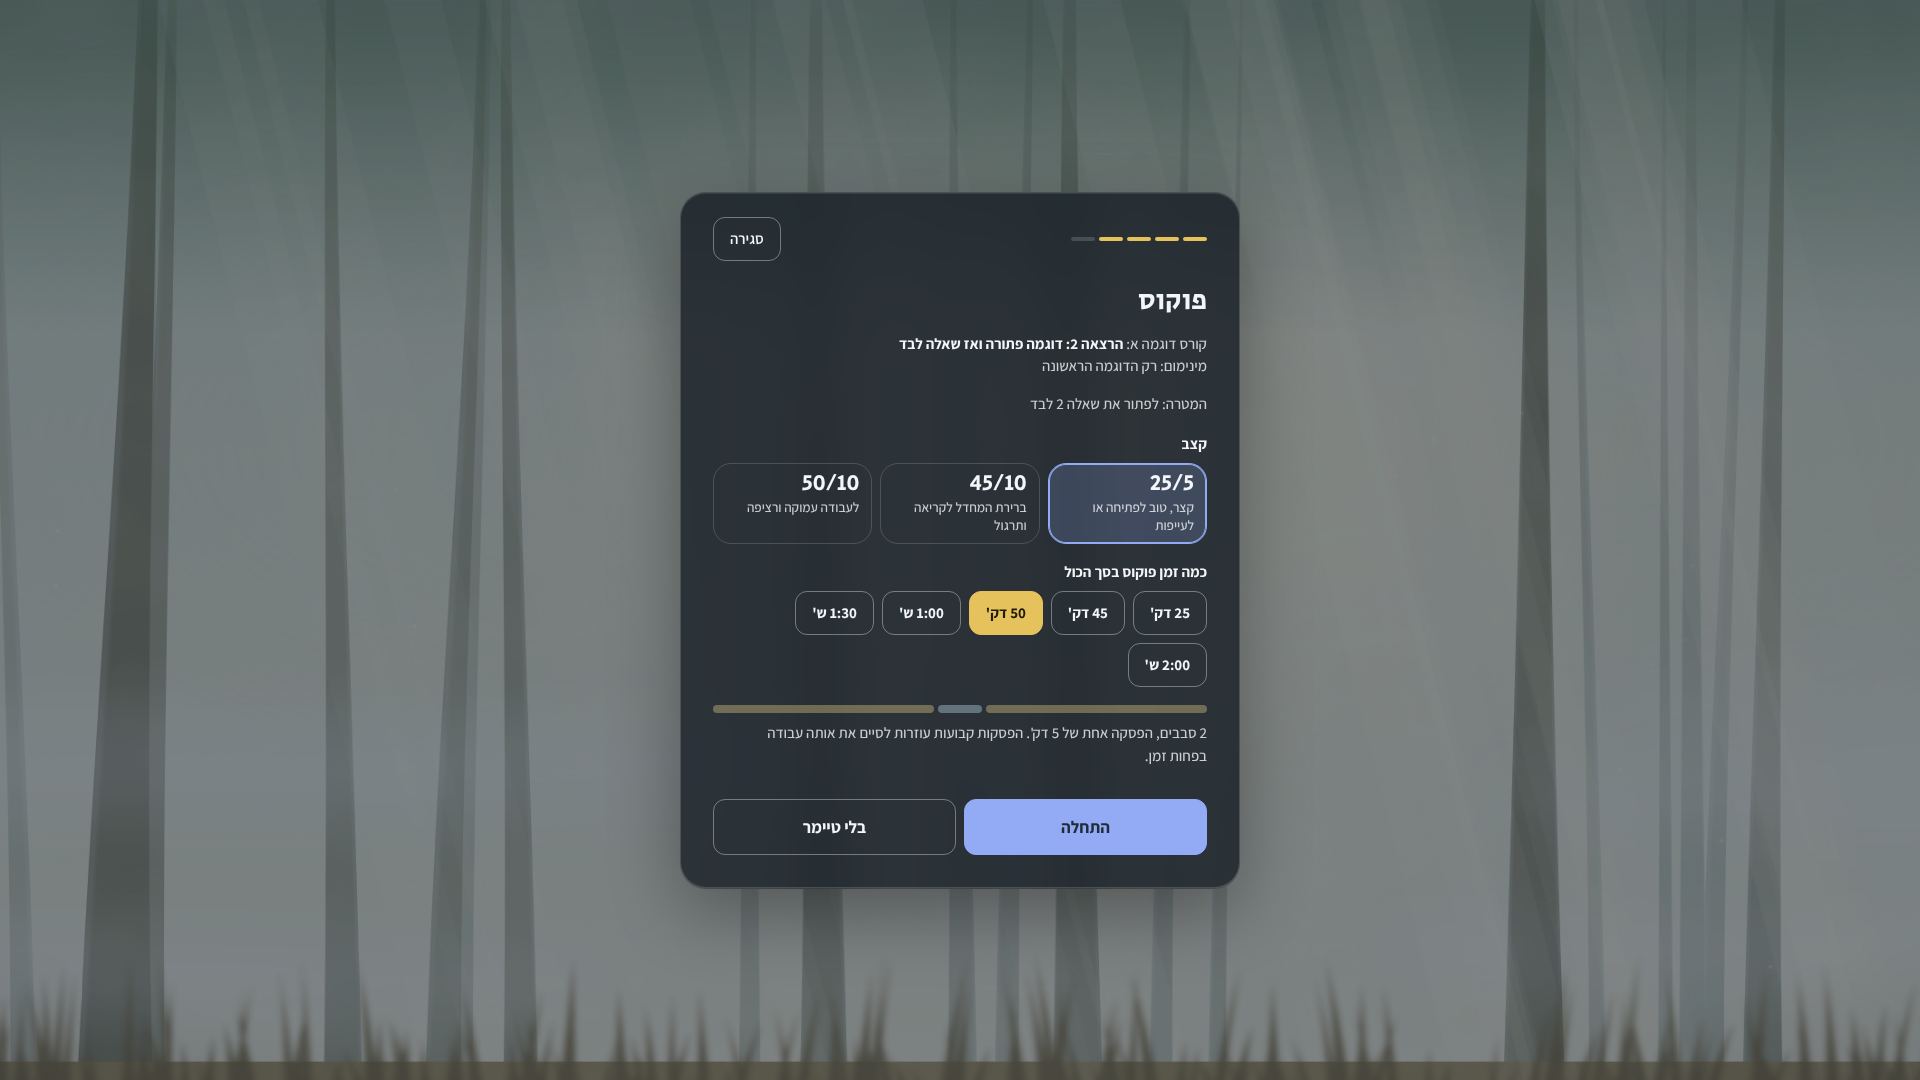 סגירה
פוקוס
קורס דוגמה א: הרצאה 2: דוגמה פתורה ואז שאלה לבד
מינימום: רק הדוגמה הראשונה
המטרה: לפתור את שאלה 2 לבד
קצב
25/5
קצר, טוב לפתיחה או
לעייפות
45/10
ברירת המחדל לקריאה
ותרגול
50/10
לעבודה עמוקה ורציפה
כמה זמן פוקוס בסך הכול
25 דק'
45 דק'
50 דק'
1:00 ש'
1:30 ש'
2:00 ש'
2 סבבים, הפסקה אחת של 5 דק'. הפסקות קבועות עוזרות לסיים את אותה עבודה
בפחות זמן.
התחלה
בלי טיימר